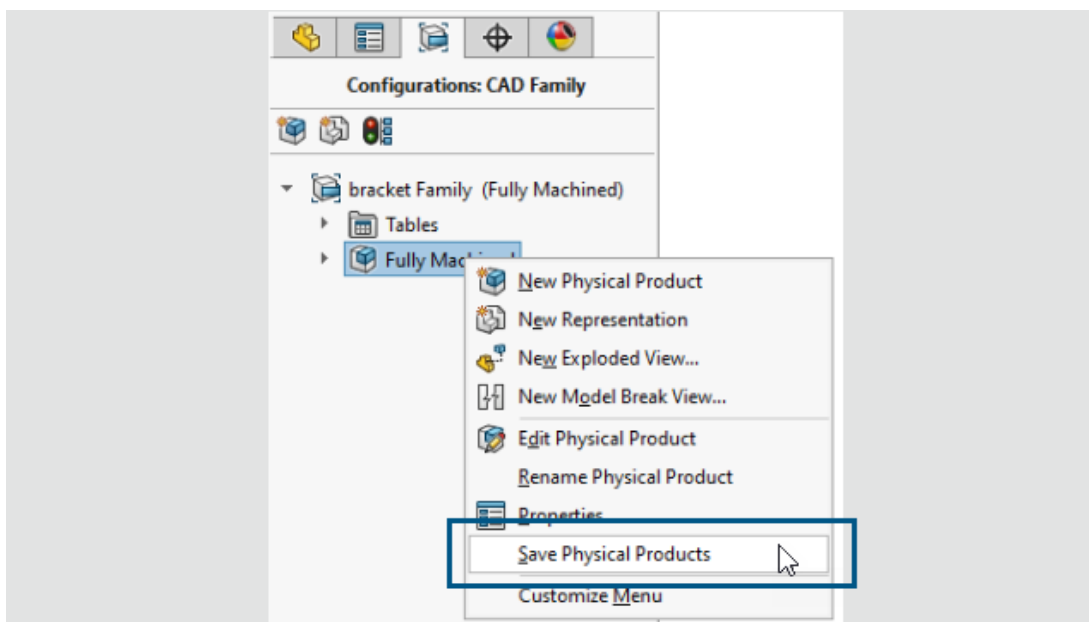 Configurations: CAD Family
bracket Family (Fully Machined)
Tables
Fully
New Physical Product
New Representation
New Exploded View...
New Model Break View...
Edit Physical Product
Rename Physical Product
Properties
Save Physical Products
Customize Menu